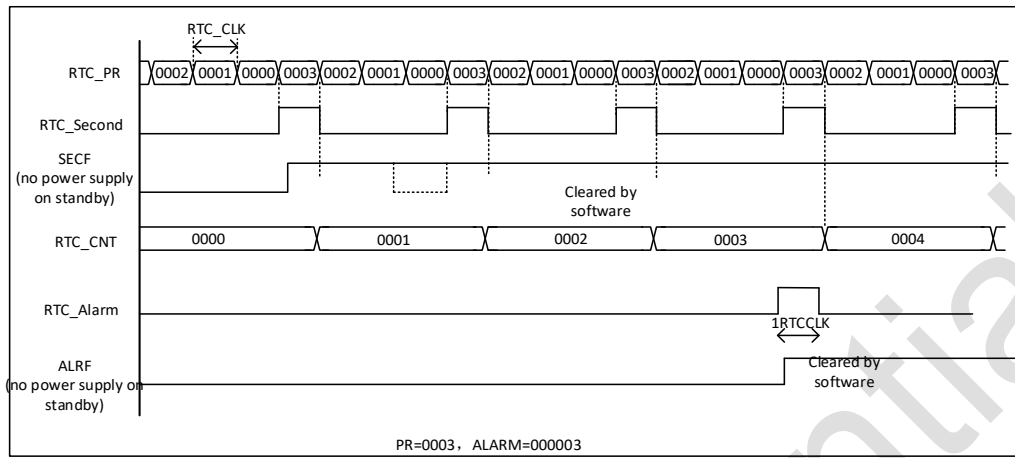 RTC_CLK
RTC_PR
0002 0001 0000 0003 0002 0001 0000 0003 0002 0001 0000 0003 0002 0001 0000 0003 0002 0001 0000 0003
RTC_Second
SECF
(no power supply
on standby)
Cleared by
software
RTC_CNT
0000 0001 0002 0003 0004
RTC_Alarm
1RTCCLK
ALRF
(no power supply on
standby)
Cleared by
software
PR=0003, ALARM=000003
ntial